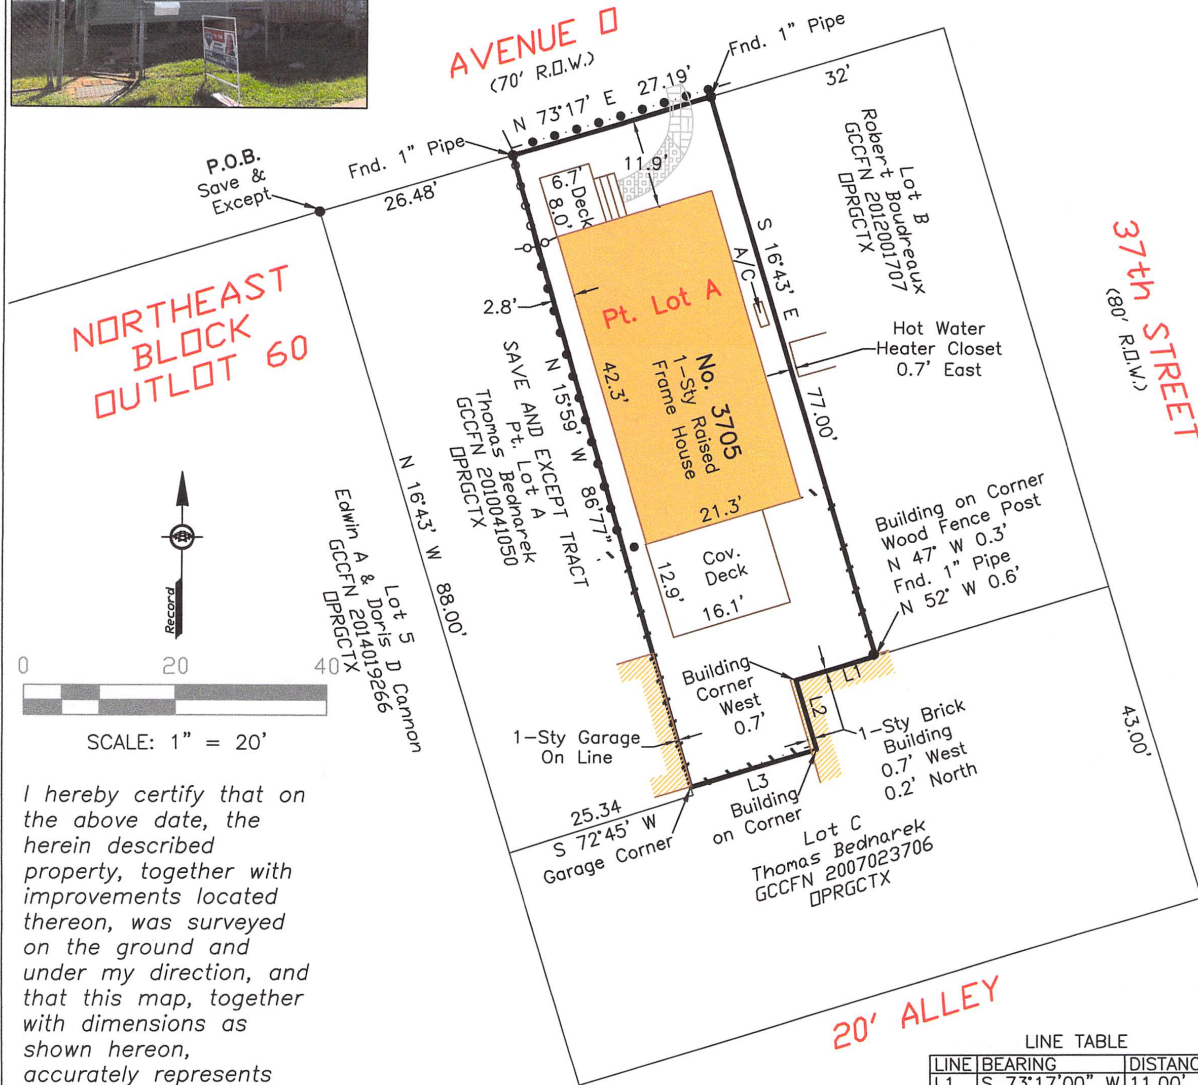 AVENUE O
(70' R.O.W.)
Fnd. 1" Pipe
N 73°17' E 27.19'
32'
P.O.B.
Save &
Except
Fnd. 1" Pipe
26.48'
11.9'
6.7'
Deck
8.0'
Lot B
Robert Boudreaux
GCCFN 2012001707
OPRGCTX
37th STREET
(80' R.O.W.)
NORTHEAST
BLOCK
OUTLOT 60
2.8'
Pt. Lot A
A/C
S 16°43' E
77.00'
Hot Water
Heater Closet
0.7' East
No. 3705
1-Sty Raised
Frame House
42.3'
21.3'
N 15°59' W 86'77"
SAVE AND EXCEPT TRACT
Pt. Lot A
Thomas Bednarek
GCCFN 2010041050
OPRGCTX
N 16°43' W 88.00'
Lot 5
Edwin A & Doris D Cannon
GCCFN 2014019266
OPRGCTX
Record
0 20 40
SCALE: 1" = 20'
Cov.
Deck
12.9'
16.1'
Building on Corner
Wood Fence Post
N 47° W 0.3'
Fnd. 1" Pipe
N 52° W 0.6'
Building
Corner
West
0.7'
L1
L2
1-Sty Garage
On Line
1-Sty Brick
Building
0.7' West
0.2' North
43.00'
L3
Building
on Corner
25.34
S 72°45' W
Garage Corner
Lot C
Thomas Bednarek
GCCFN 2007023706
OPRGCTX
20' ALLEY
I hereby certify that on
the above date, the
herein described
property, together with
improvements located
thereon, was surveyed
on the ground and
under my direction, and
that this map, together
with dimensions as
shown hereon,
accurately represents
LINE TABLE
LINE BEARING DISTANC
L1 S 73°17'00" W 11.00'